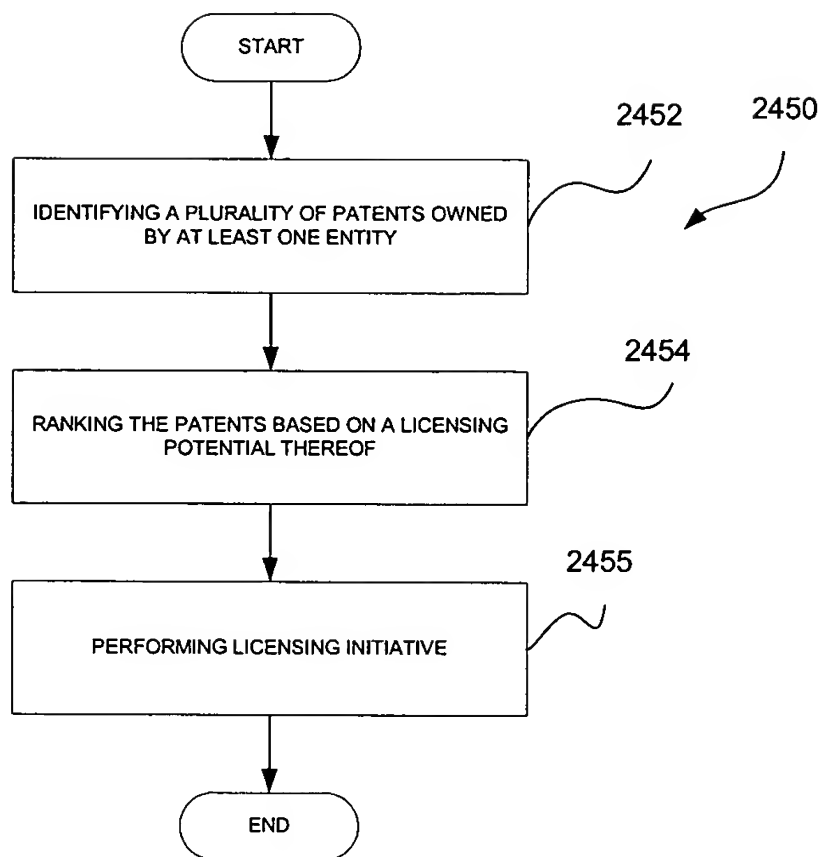 START
2452
2450
IDENTIFYING A PLURALITY OF PATENTS OWNED
BY AT LEAST ONE ENTITY
2454
RANKING THE PATENTS BASED ON A LICENSING
POTENTIAL THEREOF
2455
PERFORMING LICENSING INITIATIVE
END